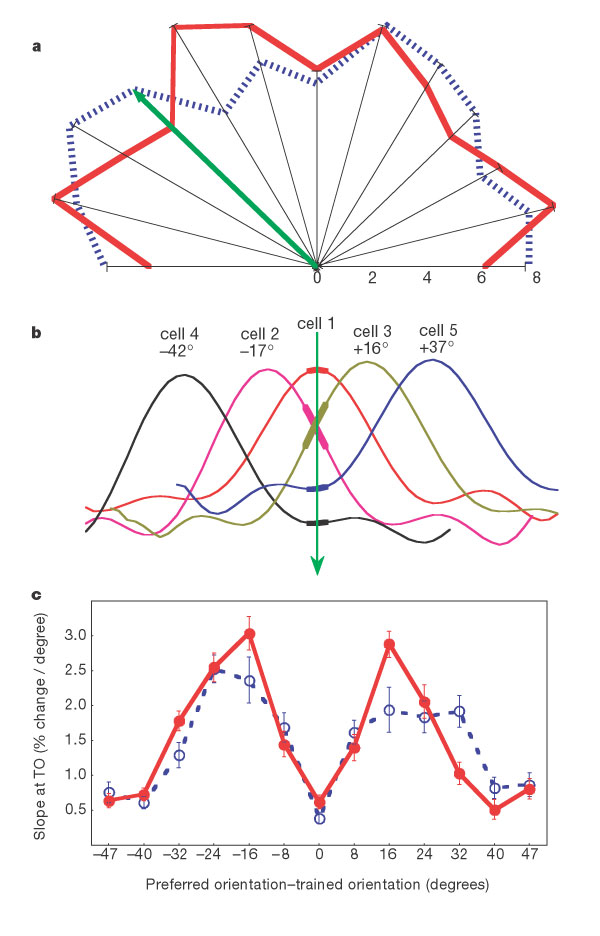 a
0 2 4 6 8
b
cell 4 cell 2 cell 1 cell 3 cell 5
–42° –17° +16° +37°
c
Slope at TO (% change / degree)
3.0
2.5
2.0
1.5
1.0
0.5
–47 –40 –32 –24 –16 –8 0 8 16 24 32 40 47
Preferred orientation–trained orientation (degrees)